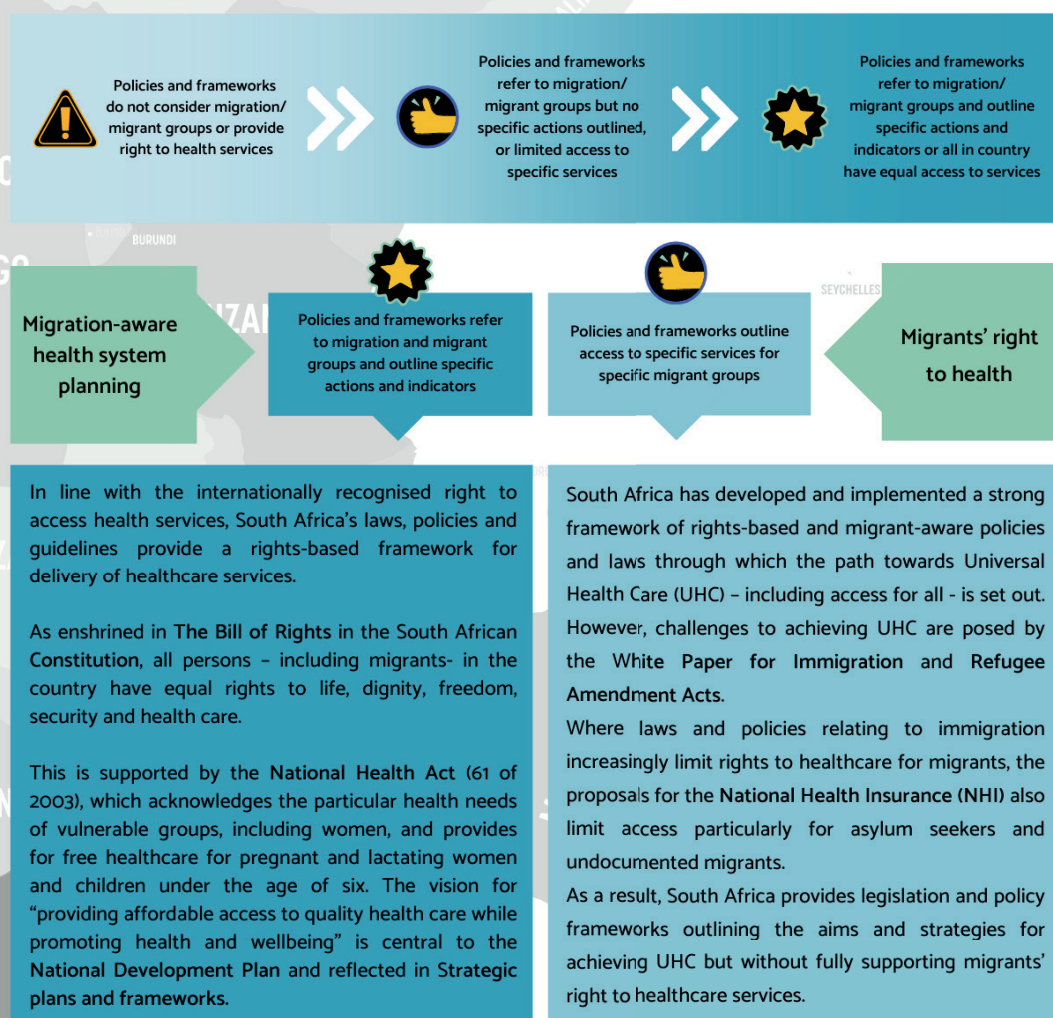 Policies and frameworks
do not consider migration/
migrant groups or provide
right to health services
Policies and frameworks
refer to migration/
migrant groups but no
specific actions outlined,
or limited access to
specific services
Policies and frameworks
refer to migration/
migrant groups and outline
specific actions and
indicators or all in country
have equal access to services
BURUNDI
SEYCHELLES
Migration-aware
health system
planning
Policies and frameworks refer
to migration and migrant
groups and outline specific
actions and indicators
Policies and frameworks outline
access to specific services for
specific migrant groups
Migrants' right
to health
In line with the internationally recognised right to
access health services, South Africa's laws, policies and
guidelines provide a rights-based framework for
delivery of healthcare services.
As enshrined in The Bill of Rights in the South African
Constitution, all persons – including migrants- in the
country have equal rights to life, dignity, freedom,
security and health care.
This is supported by the National Health Act (61 of
2003), which acknowledges the particular health needs
of vulnerable groups, including women, and provides
for free healthcare for pregnant and lactating women
and children under the age of six. The vision for
“providing affordable access to quality health care while
promoting health and wellbeing” is central to the
National Development Plan and reflected in Strategic
plans and frameworks.
South Africa has developed and implemented a strong
framework of rights-based and migrant-aware policies
and laws through which the path towards Universal
Health Care (UHC) – including access for all - is set out.
However, challenges to achieving UHC are posed by
the White Paper for Immigration and Refugee
Amendment Acts.
Where laws and policies relating to immigration
increasingly limit rights to healthcare for migrants, the
proposals for the National Health Insurance (NHI) also
limit access particularly for asylum seekers and
undocumented migrants.
As a result, South Africa provides legislation and policy
frameworks outlining the aims and strategies for
achieving UHC but without fully supporting migrants'
right to healthcare services.